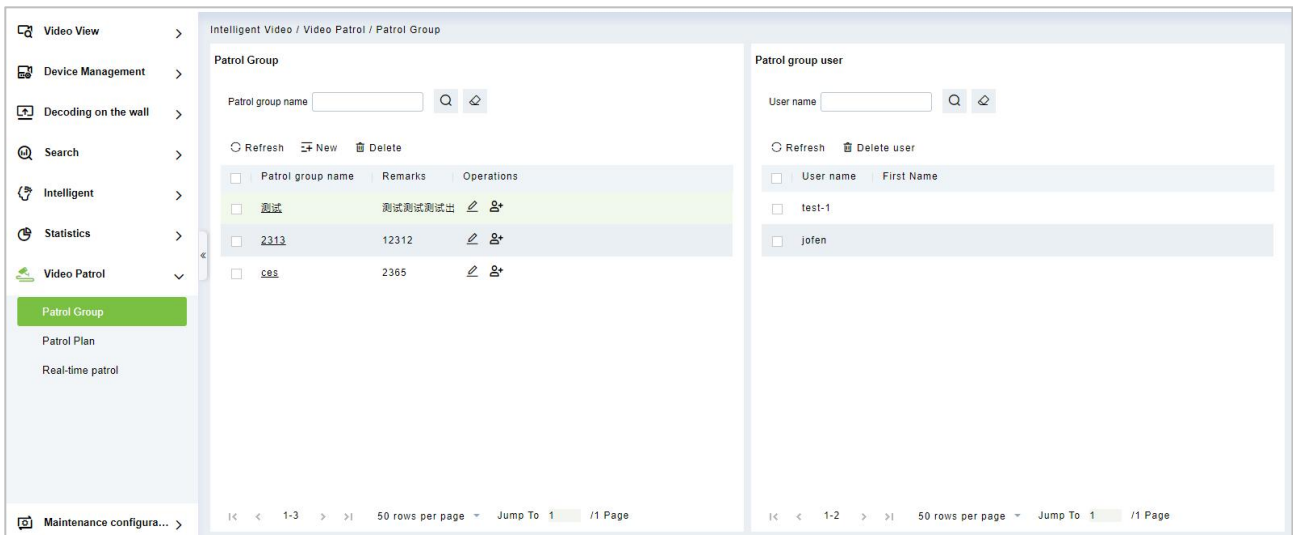 Video View
Device Management
Decoding on the wall
Search
Intelligent
Statistics
Video Patrol
Patrol Group
Patrol Plan
Real-time patrol
Maintenance configura...
Intelligent Video / Video Patrol / Patrol Group
Patrol Group
Patrol group name
Refresh New Delete
Patrol group name Remarks Operations
测试 测试测试测试出
2313 12312
ces 2365
1-3 50 rows per page Jump To 1 /1 Page
Patrol group user
User name
Refresh Delete user
User name First Name
test-1
jofen
1-2 50 rows per page Jump To 1 /1 Page